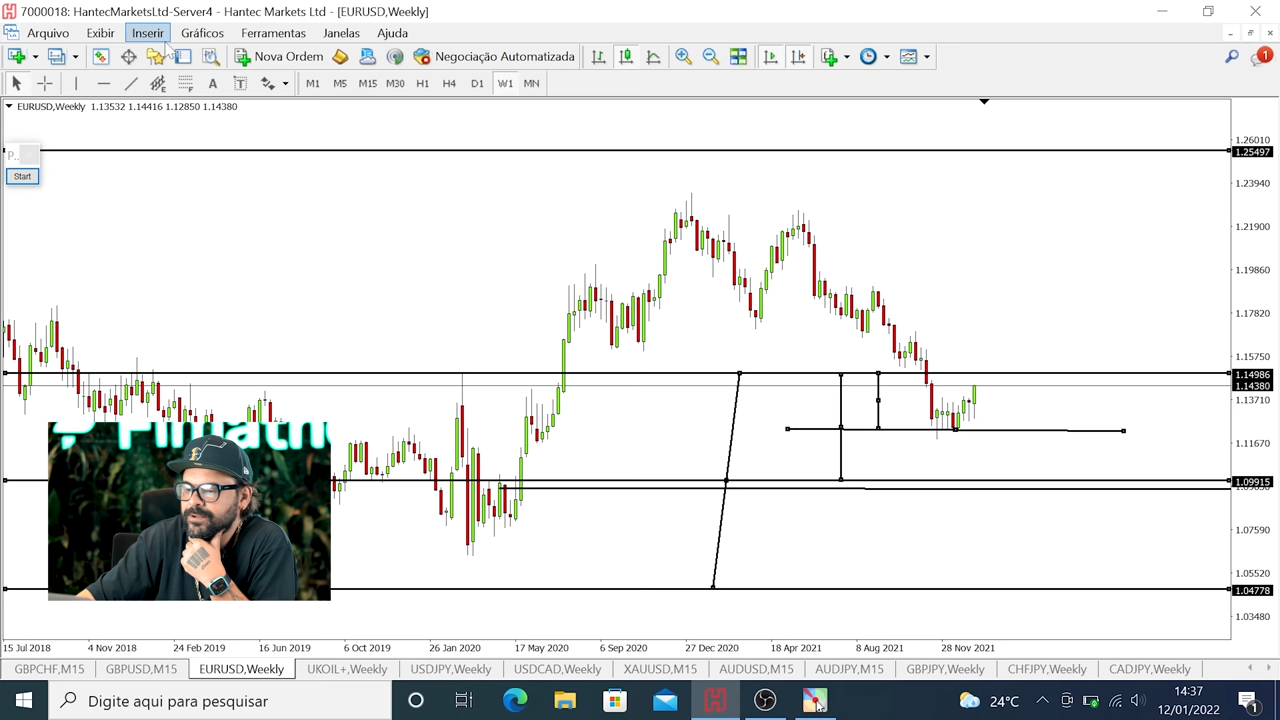 7000018: HantecMarketsLtd-Server4 - Hantec Markets Ltd - [EURUSD,Weekly]
Arquivo Exibir Inserir Gráficos Ferramentas Janelas Ajuda
Nova Ordem Negociação Automatizada 1
A T M1 M5 M15 M30 H1 H4 D1 W1 MN
EURUSD,Weekly 1.13532 1.14416 1.12850 1.14380
P..
Start
1.26010
1.25497
1.23940
1.21900
1.19860
1.17820
1.15750
1.14986
1.14380
1.13710
1.11670
1.09915
1.07590
1.05520
1.04778
1.03480
15 Jul 2018 4 Nov 2018 24 Feb 2019 16 Jun 2019 6 Oct 2019 26 Jan 2020 17 May 2020 6 Sep 2020 27 Dec 2020 18 Apr 2021 8 Aug 2021 28 Nov 2021
GBPCHF,M15 GBPUSD,M15 EURUSD,Weekly UKOIL+,Weekly USDJPY,Weekly USDCAD,Weekly XAUUSD,M15 AUDUSD,M15 AUDJPY,M15 GBPJPY,Weekly CHFJPY,Weekly CADJPY,Weekly
Digite aqui para pesquisar 24°C 14:37
12/01/2022 1